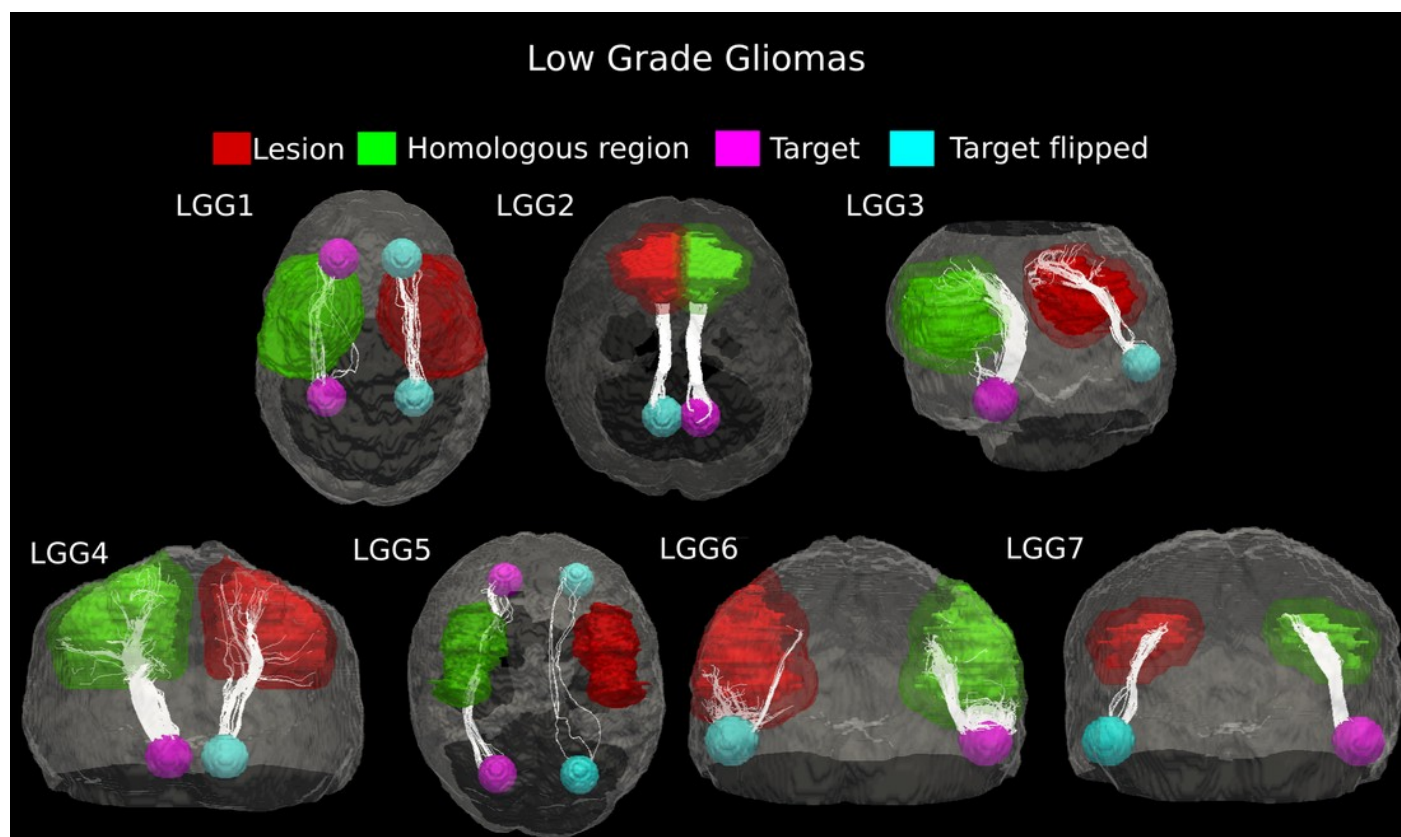 Low Grade Gliomas
Lesion Homologous region Target Target flipped
LGG1 LGG2 LGG3
LGG4 LGG5 LGG6 LGG7